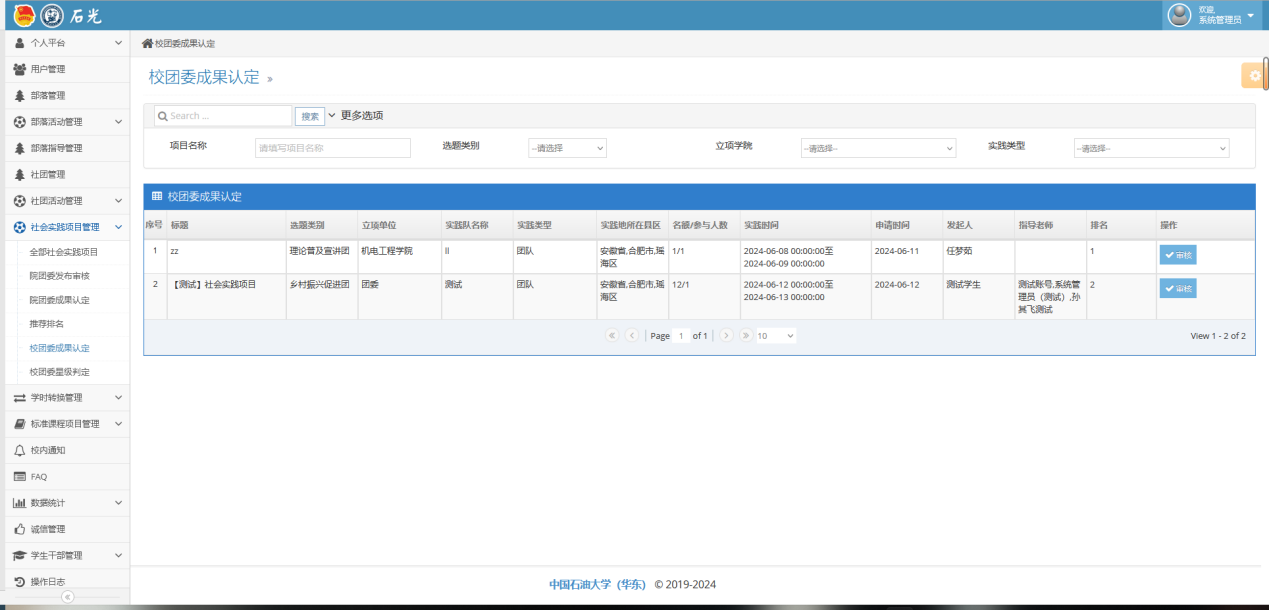 石光
欢迎,
系统管理员
个人平台
用户管理
部落管理
部落活动管理
部落指导管理
社团管理
社团活动管理
社会实践项目管理
全部社会实践项目
院团委发布审核
院团委成果认定
推荐排名
校团委成果认定
校团委星级判定
学时转换管理
标准课程项目管理
校内通知
FAQ
数据统计
诚信管理
学生干部管理
操作日志
校团委成果认定
校团委成果认定 »
Search ...
搜索
更多选项
项目名称
请填写项目名称
选题类别
--请选择
立项学院
--请选择--
实践类型
--请选择--
校团委成果认定
序号 标题 选题类别 立项单位 实践队名称 实践类型 实践地所在县区 名额/参与人数 实践时间 申请时间 发起人 指导老师 排名 操作
1 zz 理论普及宣讲团 机电工程学院 ll 团队 安徽省,合肥市,瑶 1/1 2024-06-08 00:00:00至 2024-06-11 任梦茹 1 审核
海区 2024-06-09 00:00:00
2 【测试】社会实践项目 乡村振兴促进团 团委 测试 团队 安徽省,合肥市,瑶 12/1 2024-06-12 00:00:00至 2024-06-12 测试学生 测试账号,系统管 2 审核
海区 2024-06-13 00:00:00 理员（测试）,孙
其飞测试
Page 1 of 1 10
View 1 - 2 of 2
中国石油大学（华东） © 2019-2024